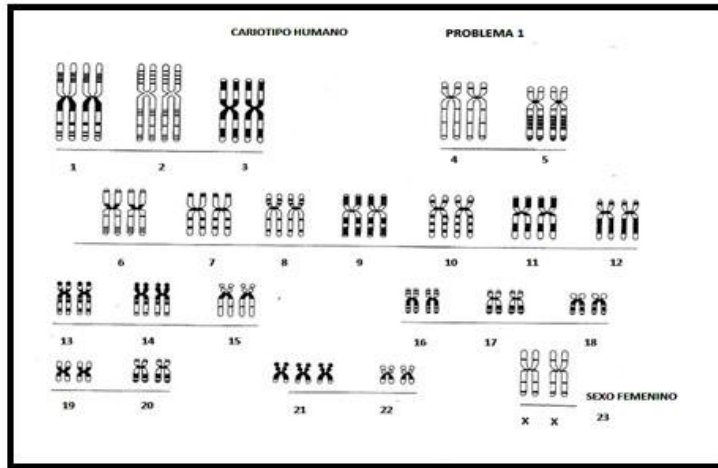 CARIOTIPO HUMANO PROBLEMA 1
1 2 3 4 5
6 7 8 9 10 11 12
13 14 15 16 17 18
19 20 21 22 SEXO FEMENINO
23
X X